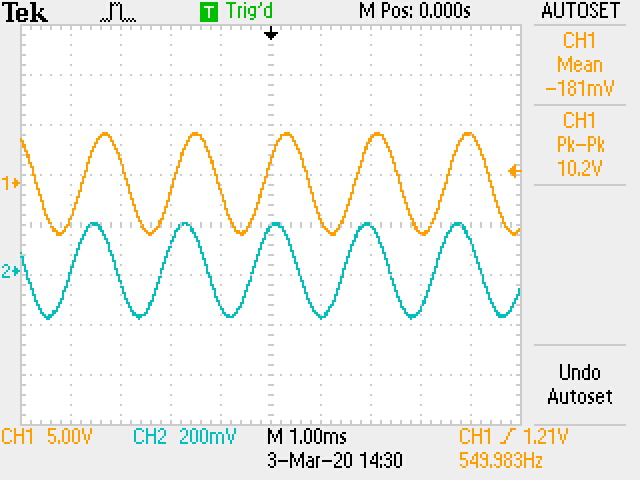 Tek T Trig'd M Pos: 0.000s AUTOSET
CH1
Mean
-181mV
CH1
Pk-Pk
10.2V
1
2
Undo
Autoset
CH1 5.00V CH2 200mV M 1.00ms CH1 1.21V
3-Mar-20 14:30 549.983Hz